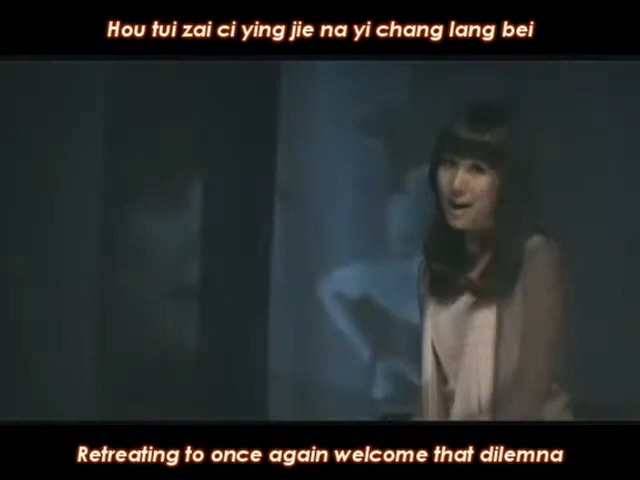 Hou tui zai ci ying jie na yi chang lang bei
Retreating to once again welcome that dilemna